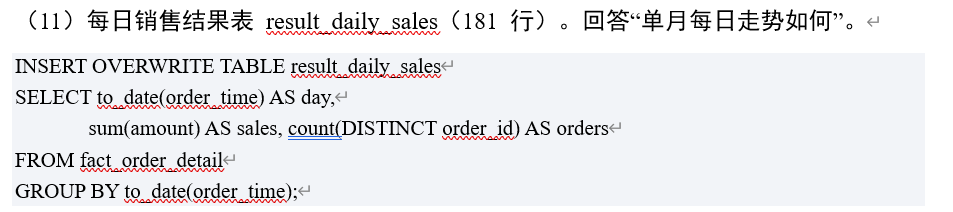 （11）每日销售结果表 result_daily_sales（181 行）。回答“单月每日走势如何”。
INSERT OVERWRITE TABLE result_daily_sales
SELECT to_date(order_time) AS day,
sum(amount) AS sales, count(DISTINCT order_id) AS orders
FROM fact_order_detail
GROUP BY to_date(order_time);